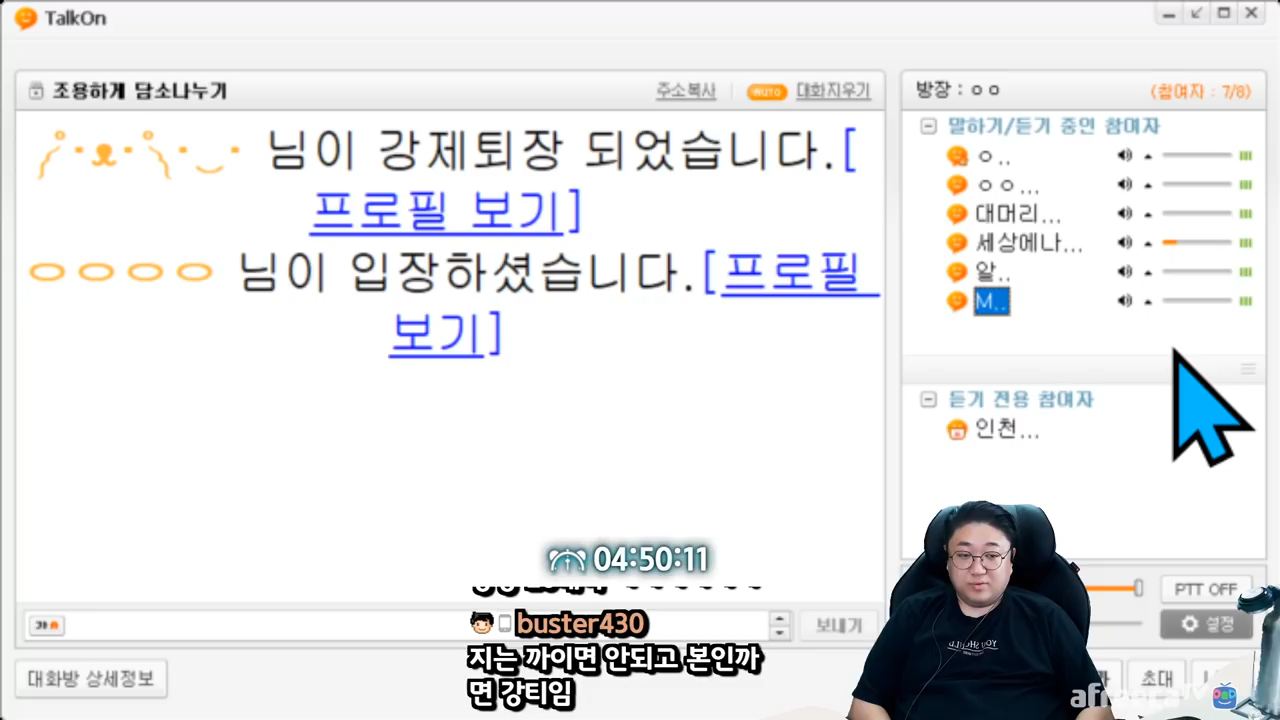 TalkOn
조용하게 담소나누기
주소복사
AUTO
대화지우기
방장 : ㅇㅇ
(참여자 : 7/8)
님이 강제퇴장 되었습니다.[
프로필 보기]
ㅇㅇㅇㅇ 님이 입장하셨습니다.[프로필
보기]
말하기/듣기 중인 참여자
ㅇ..
ㅇㅇ...
대머리...
세상에나...
알..
M..
듣기 전용 참여자
인천...
04:50:11
buster430
지는 까이면 안되고 본인까
면 강티임
가
보내기
PTT OFF
설정
대화방 상세정보
초대
afreecaTV